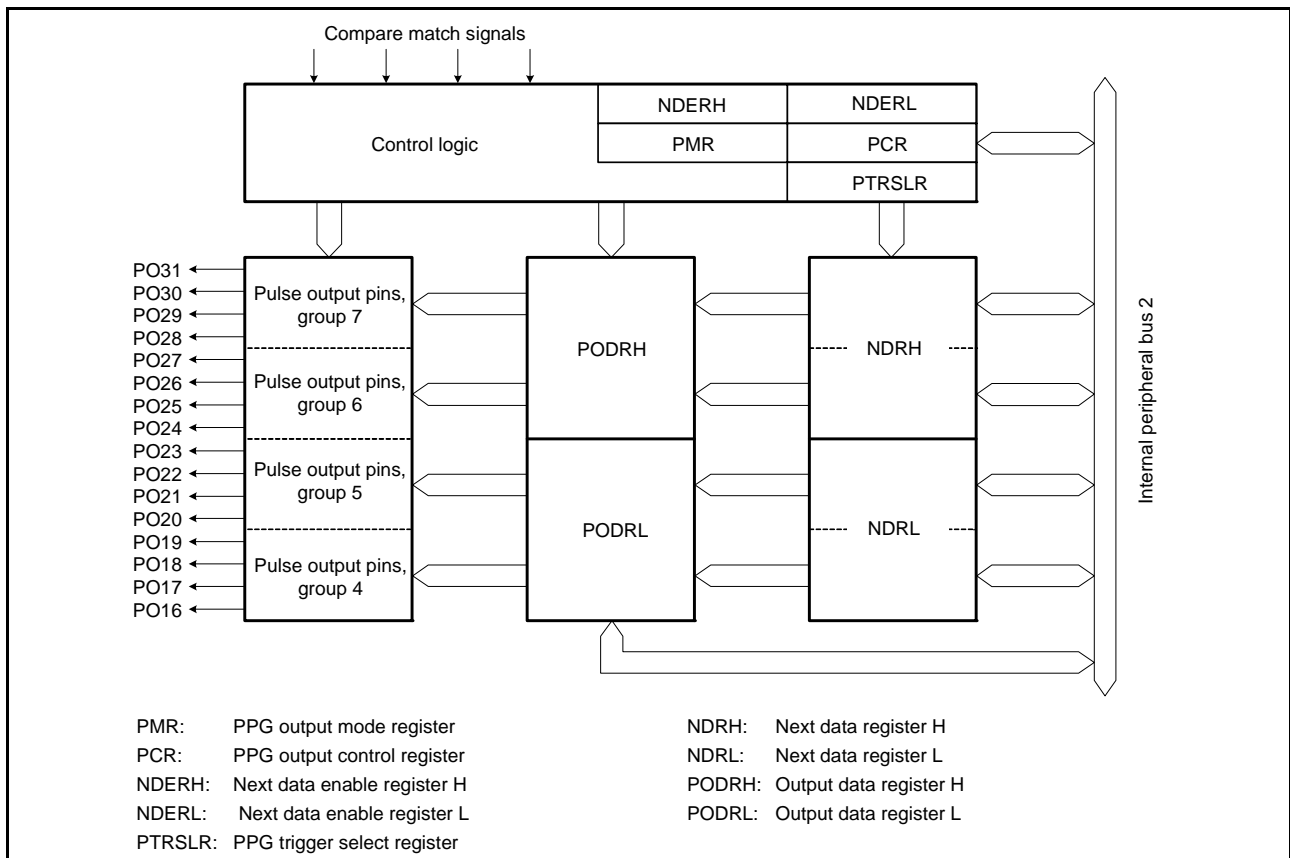 Compare match signals
Control logic
NDERH
NDERL
PMR
PCR
PTRSLR
PO31
PO30
PO29
PO28
PO27
PO26
PO25
PO24
PO23
PO22
PO21
PO20
PO19
PO18
PO17
PO16
Pulse output pins,
group 7
Pulse output pins,
group 6
Pulse output pins,
group 5
Pulse output pins,
group 4
PODRH
PODRL
NDRH
NDRL
Internal peripheral bus 2
PMR: PPG output mode register
PCR: PPG output control register
NDERH: Next data enable register H
NDERL: Next data enable register L
PTRSLR: PPG trigger select register
NDRH: Next data register H
NDRL: Next data register L
PODRH: Output data register H
PODRL: Output data register L